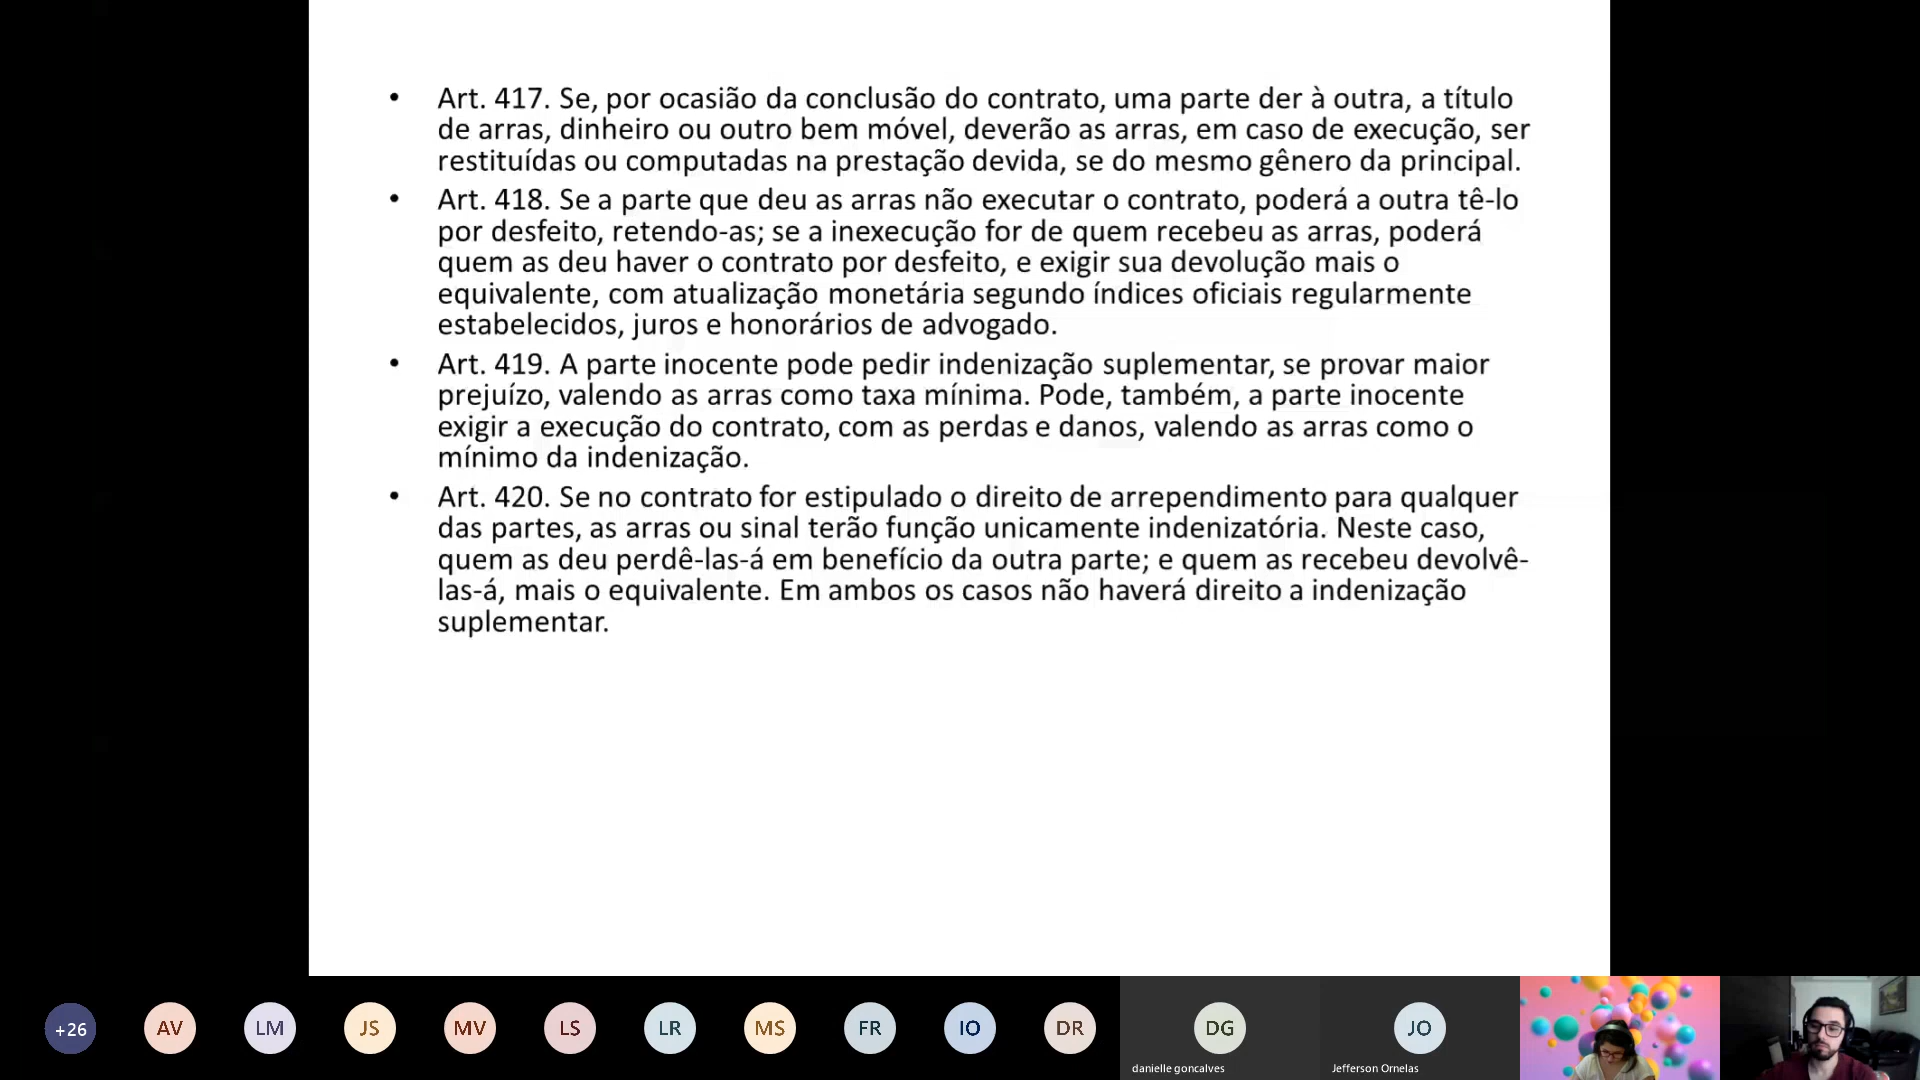 • Art. 417. Se, por ocasião da conclusão do contrato, uma parte der à outra, a título
de arras, dinheiro ou outro bem móvel, deverão as arras, em caso de execução, ser
restituídas ou computadas na prestação devida, se do mesmo gênero da principal.
• Art. 418. Se a parte que deu as arras não executar o contrato, poderá a outra tê-lo
por desfeito, retendo-as; se a inexecução for de quem recebeu as arras, poderá
quem as deu haver o contrato por desfeito, e exigir sua devolução mais o
equivalente, com atualização monetária segundo índices oficiais regularmente
estabelecidos, juros e honorários de advogado.
• Art. 419. A parte inocente pode pedir indenização suplementar, se provar maior
prejuízo, valendo as arras como taxa mínima. Pode, também, a parte inocente
exigir a execução do contrato, com as perdas e danos, valendo as arras como o
mínimo da indenização.
• Art. 420. Se no contrato for estipulado o direito de arrependimento para qualquer
das partes, as arras ou sinal terão função unicamente indenizatória. Neste caso,
quem as deu perdê-las-á em benefício da outra parte; e quem as recebeu devolvê-
las-á, mais o equivalente. Em ambos os casos não haverá direito a indenização
suplementar.
+26 AV LM JS MV LS LR MS FR IO DR DG JO
danielle goncalves Jefferson Ornelas